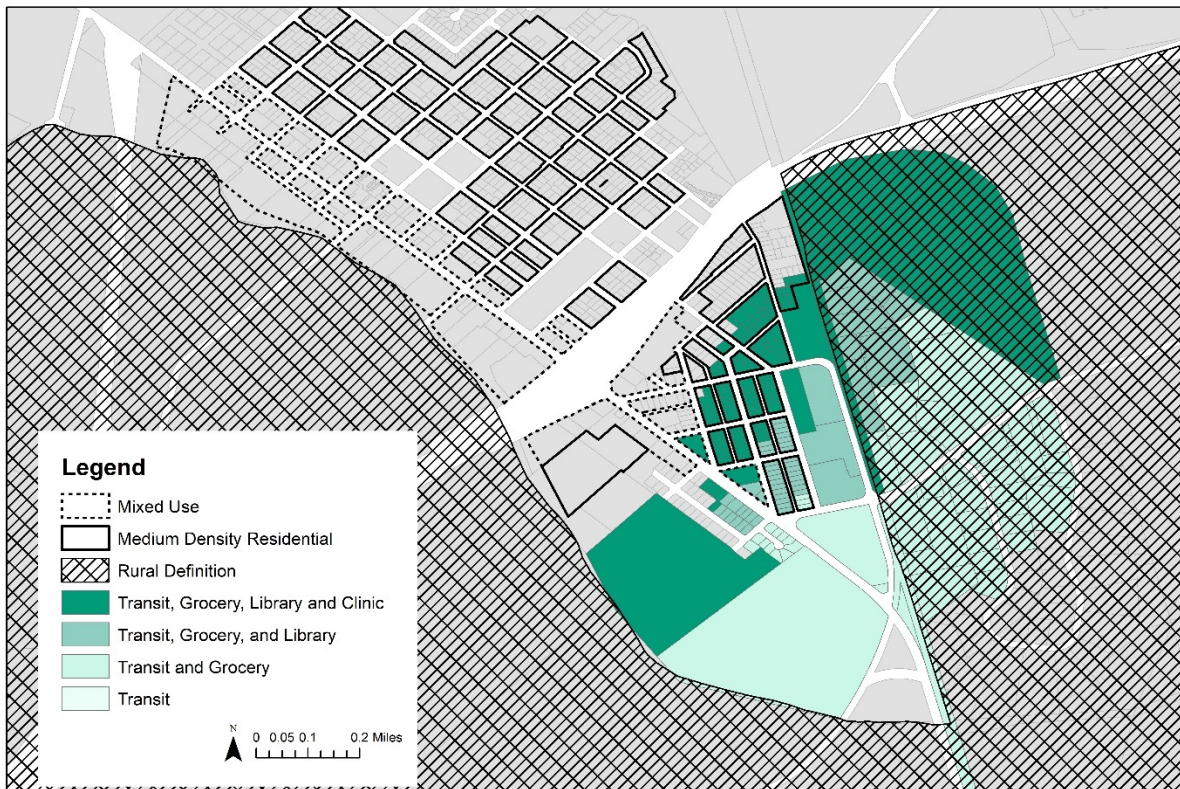 Legend
Mixed Use
Medium Density Residential
Rural Definition
Transit, Grocery, Library and Clinic
Transit, Grocery, and Library
Transit and Grocery
Transit
N
0 0.05 0.1 0.2 Miles